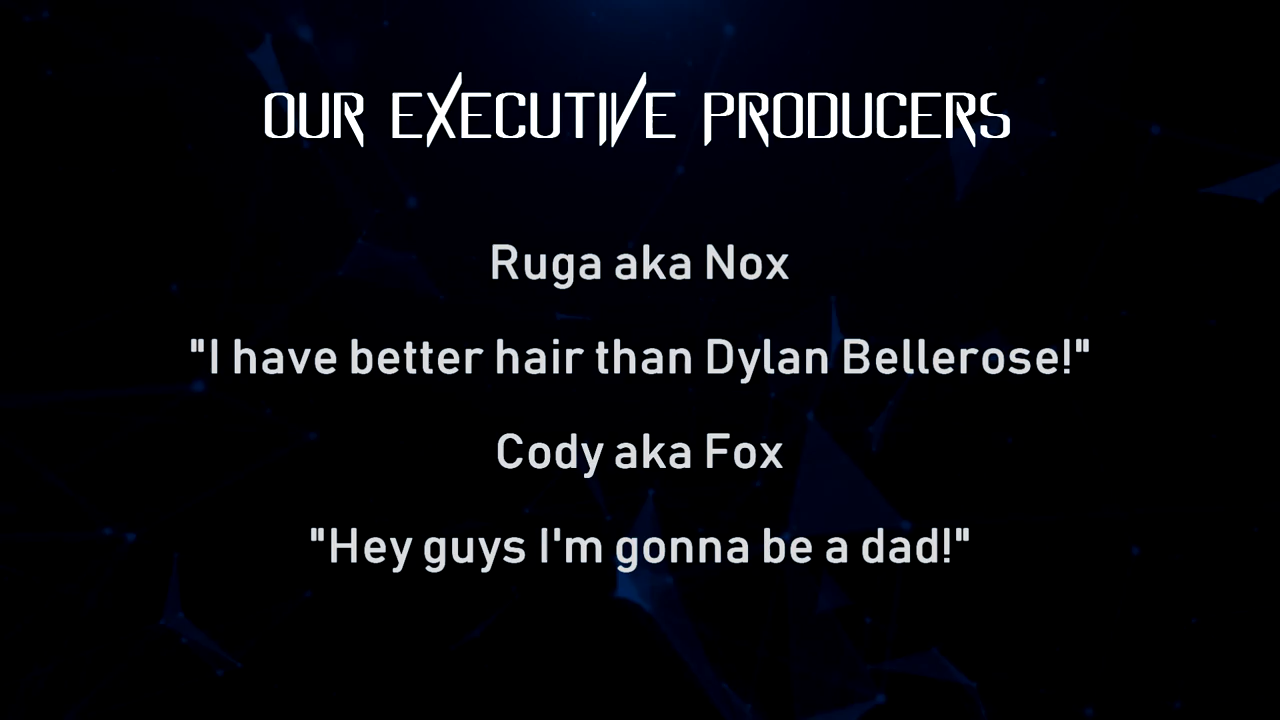 OUR EXECUTIVE PRODUCERS
Ruga aka Nox
"I have better hair than Dylan Bellerose!"
Cody aka Fox
"Hey guys I'm gonna be a dad!"